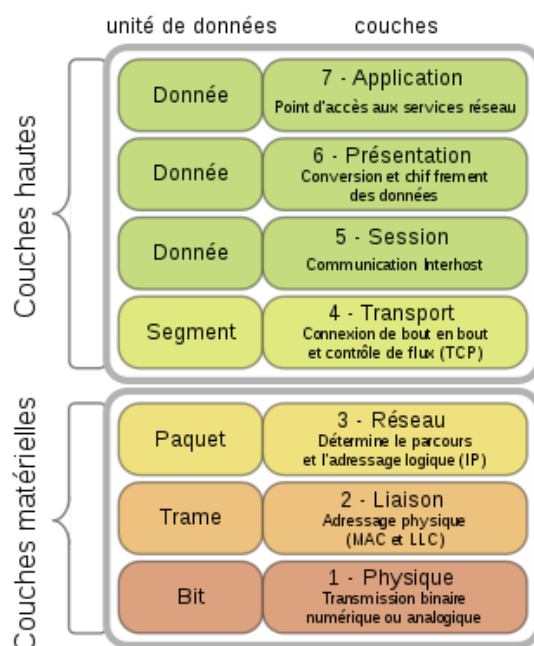 unité de données couches
Couches hautes
Donnée
7 - Application
Point d'accès aux services réseau
Donnée
6 - Présentation
Conversion et chiffrement
des données
Donnée
5 - Session
Communication Interhost
Segment
4 - Transport
Connexion de bout en bout
et contrôle de flux (TCP)
Couches matérielles
Paquet
3 - Réseau
Détermine le parcours
et l'adressage logique (IP)
Trame
2 - Liaison
Adressage physique
(MAC et LLC)
Bit
1 - Physique
Transmission binaire
numérique ou analogique